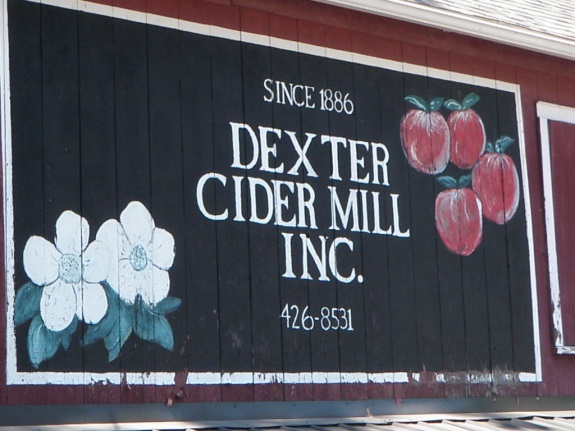 SINCE 1886
DEXTER
CIDER MILL
INC.
426-8531